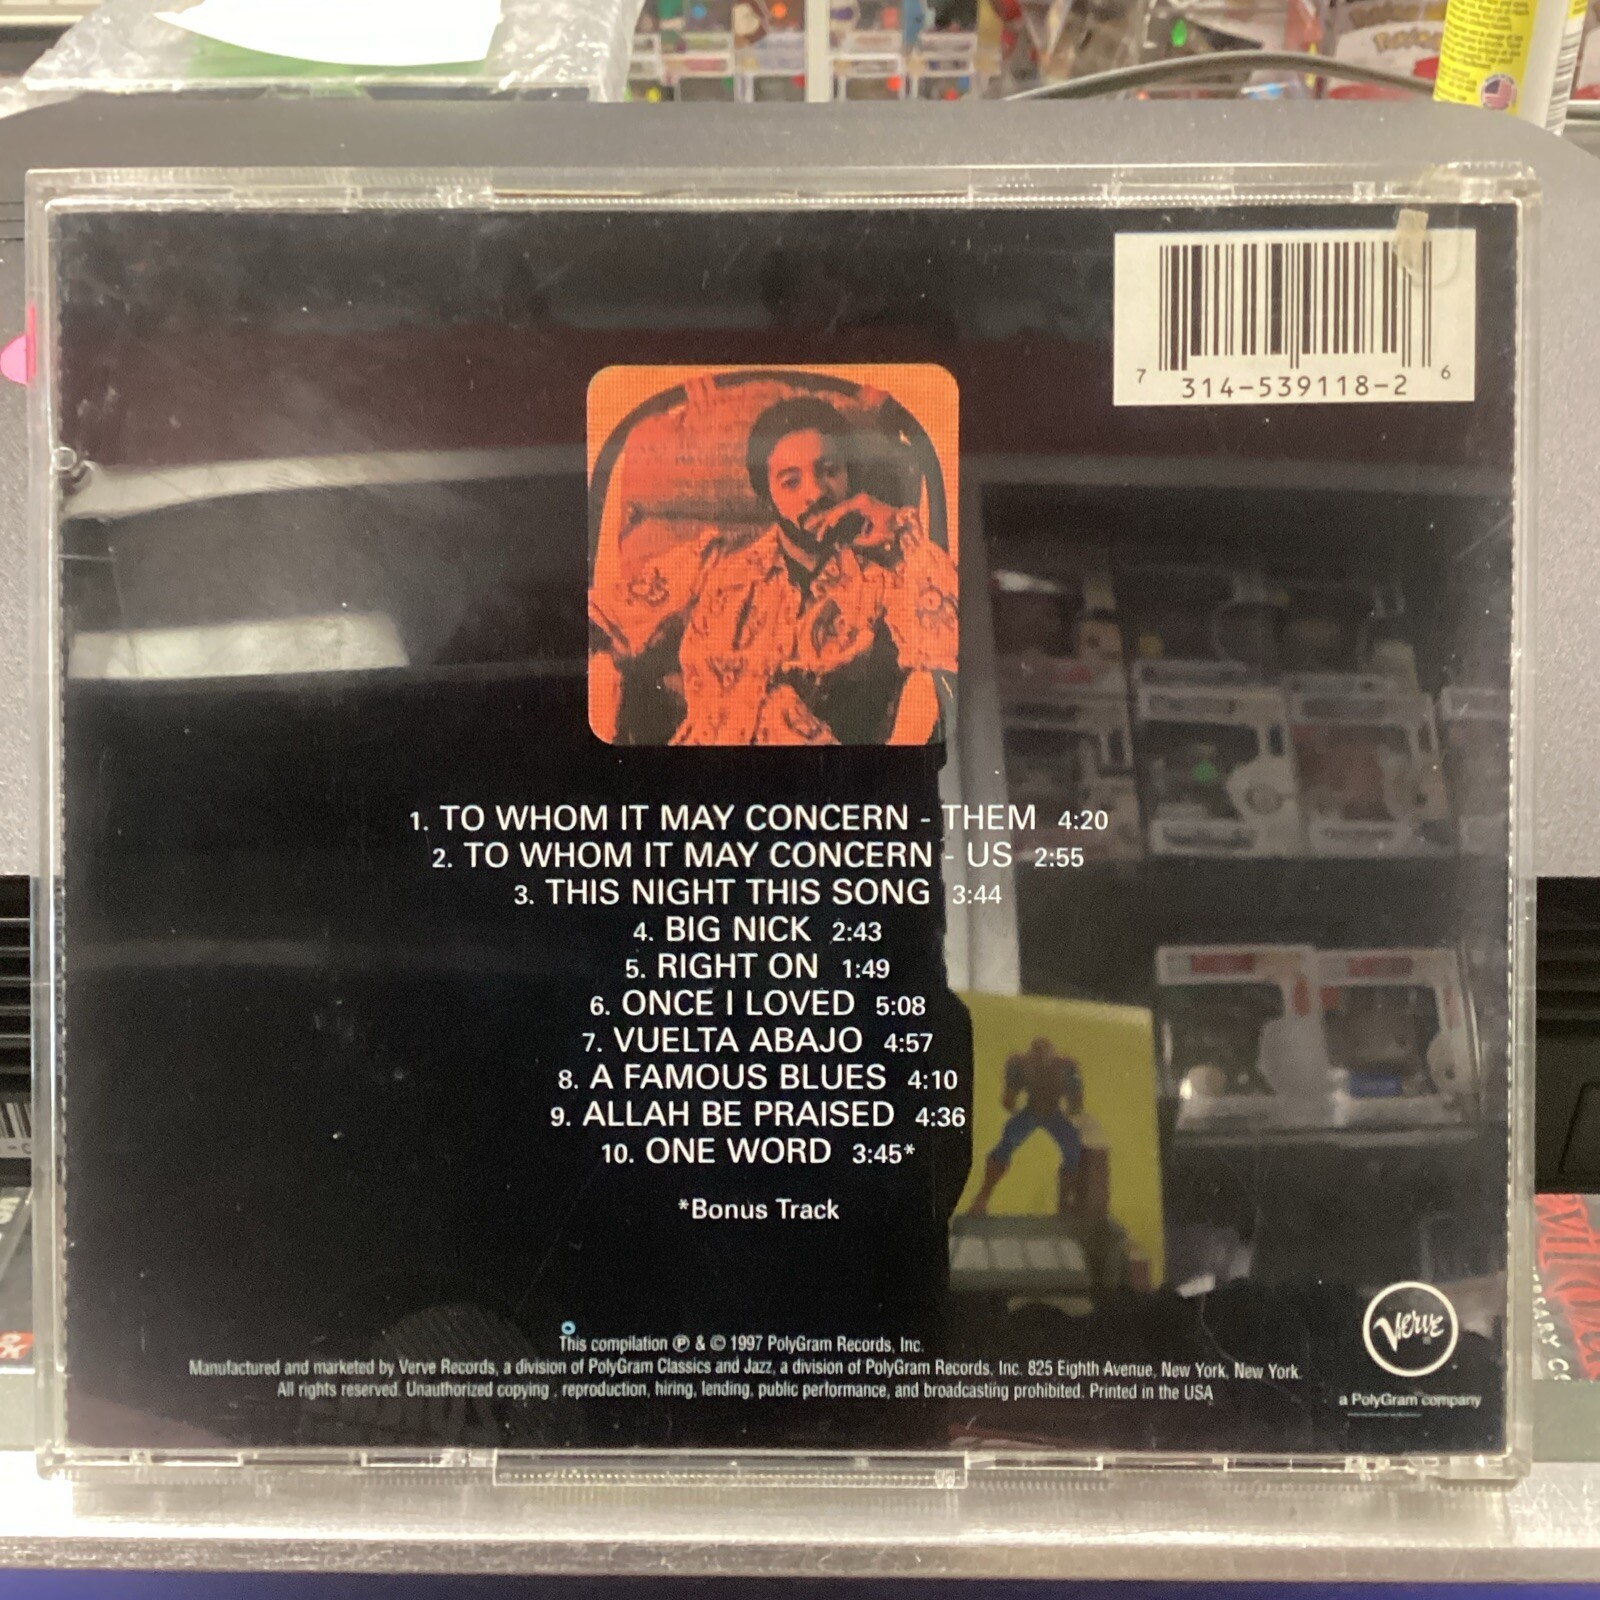 7 314-539118-2 6
1. TO WHOM IT MAY CONCERN - THEM 4:20
2. TO WHOM IT MAY CONCERN - US 2:55
3. THIS NIGHT THIS SONG 3:44
4. BIG NICK 2:43
5. RIGHT ON 1:49
6. ONCE I LOVED 5:08
7. VUELTA ABAJO 4:57
8. A FAMOUS BLUES 4:10
9. ALLAH BE PRAISED 4:36
10. ONE WORD 3:45*
*Bonus Track
This compilation ℗ & © 1997 PolyGram Records, Inc.
Manufactured and marketed by Verve Records, a division of PolyGram Classics and Jazz, a division of PolyGram Records, Inc. 825 Eighth Avenue, New York, New York.
All rights reserved. Unauthorized copying , reproduction, hiring, lending, public performance, and broadcasting prohibited. Printed in the USA
Verve
a PolyGram company